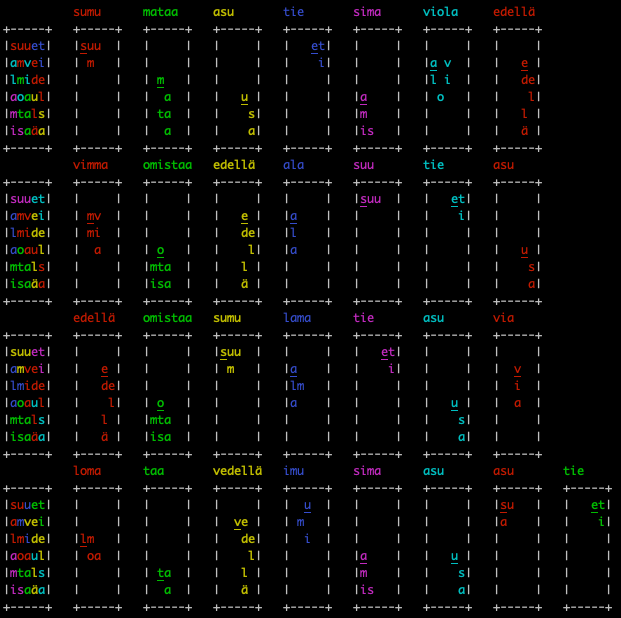 sumu mataa asu tie sima viola edellä
+-----+ +-----+ +-----+ +-----+ +-----+ +-----+ +-----+ +-----+
|suuet| |suu  | |     | |     | |   et| |     | |     | |     |
|amvei| | m   | |     | |     | |    i| |     | |a v  | |   e |
|lmide| |     | | m   | |     | |     | |     | |l i  | |   de|
|aoaul| |     | |  a  | |   u | |     | |a    | | o   | |    l|
|mtals| |     | | ta  | |    s| |     | |m    | |     | |   l |
|isaäa| |     | |  a  | |    a| |     | |is   | |     | |   ä |
+-----+ +-----+ +-----+ +-----+ +-----+ +-----+ +-----+ +-----+
vimma omistaa edellä ala suu tie asu
+-----+ +-----+ +-----+ +-----+ +-----+ +-----+ +-----+ +-----+
|suuet| |     | |     | |     | |     | |suu  | |   et| |     |
|amvei| | mv  | |     | |   e | |a    | |     | |    i| |     |
|lmide| | mi  | |     | |   de| |l    | |     | |     | |     |
|aoaul| |  a  | | o   | |    l| |a    | |     | |     | |   u |
|mtals| |     | |mta  | |   l | |     | |     | |     | |    s|
|isaäa| |     | |isa  | |   ä | |     | |     | |     | |    a|
+-----+ +-----+ +-----+ +-----+ +-----+ +-----+ +-----+ +-----+
edellä omistaa sumu lama tie asu via
+-----+ +-----+ +-----+ +-----+ +-----+ +-----+ +-----+ +-----+
|suuet| |     | |     | |suu  | |     | |   et| |     | |     |
|amvei| |   e | |     | | m   | |a    | |    i| |     | |  v  |
|lmide| |   de| |     | |     | |lm   | |     | |     | |  i  |
|aoaul| |    l| | o   | |     | |a    | |     | |   u | |  a  |
|mtals| |   l | |mta  | |     | |     | |     | |    s| |     |
|isaäa| |   ä | |isa  | |     | |     | |     | |    a| |     |
+-----+ +-----+ +-----+ +-----+ +-----+ +-----+ +-----+ +-----+
loma taa vedellä imu sima asu asu tie
+-----+ +-----+ +-----+ +-----+ +-----+ +-----+ +-----+ +-----+ +-----+
|suuet| |     | |     | |     | |  u  | |     | |     | |su   | |   et|
|amvei| |     | |     | |  ve | | m   | |     | |     | |a    | |    i|
|lmide| |lm   | |     | |   de| |  i  | |     | |     | |     | |     |
|aoaul| | oa  | |     | |    l| |     | |a    | |   u | |     | |     |
|mtals| |     | | ta  | |   l | |     | |m    | |    s| |     | |     |
|isaäa| |     | |  a  | |   ä | |     | |is   | |    a| |     | |     |
+-----+ +-----+ +-----+ +-----+ +-----+ +-----+ +-----+ +-----+ +-----+